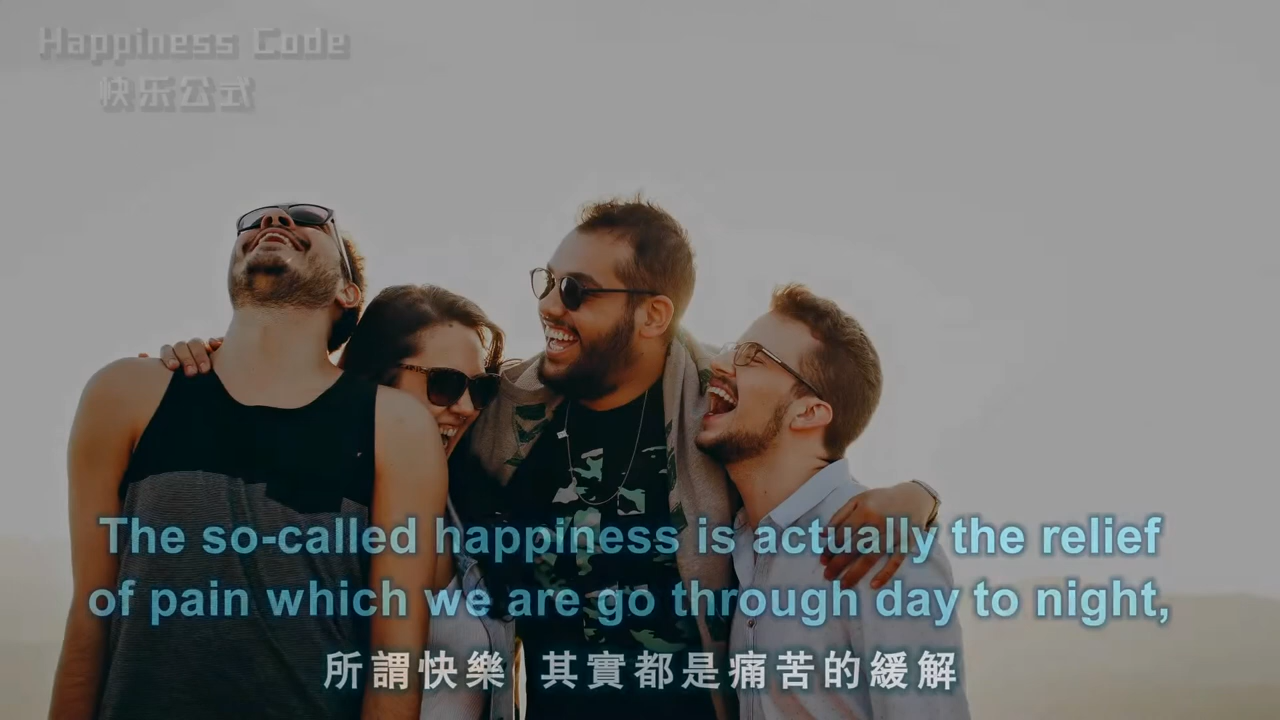 Happiness Code
快乐公式
The so-called happiness is actually the relief
of pain which we are go through day to night,
所謂快樂 其實都是痛苦的緩解